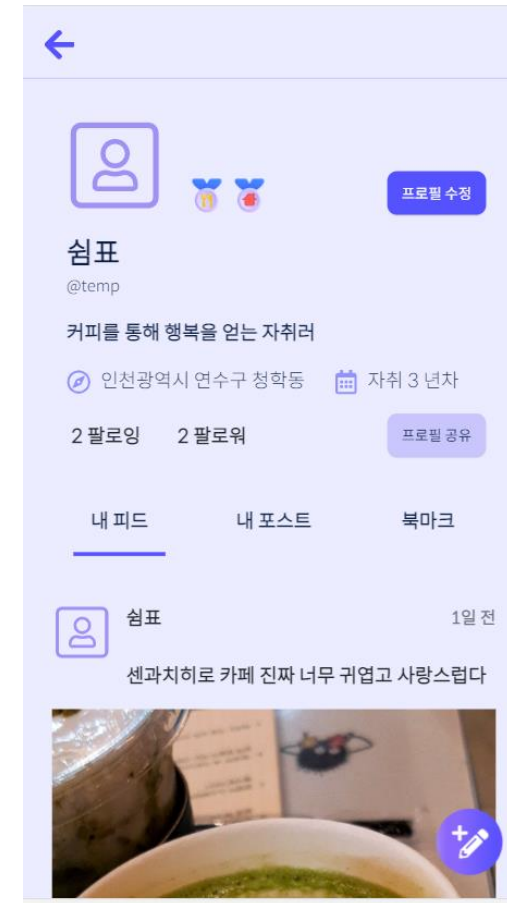 프로필 수정
쉼표
@temp
커피를 통해 행복을 얻는 자취러
인천광역시 연수구 청학동 자취 3 년차
2 팔로잉 2 팔로워 프로필 공유
내 피드 내 포스트 북마크
쉼표 1일 전
센과치히로 카페 진짜 너무 귀엽고 사랑스럽다